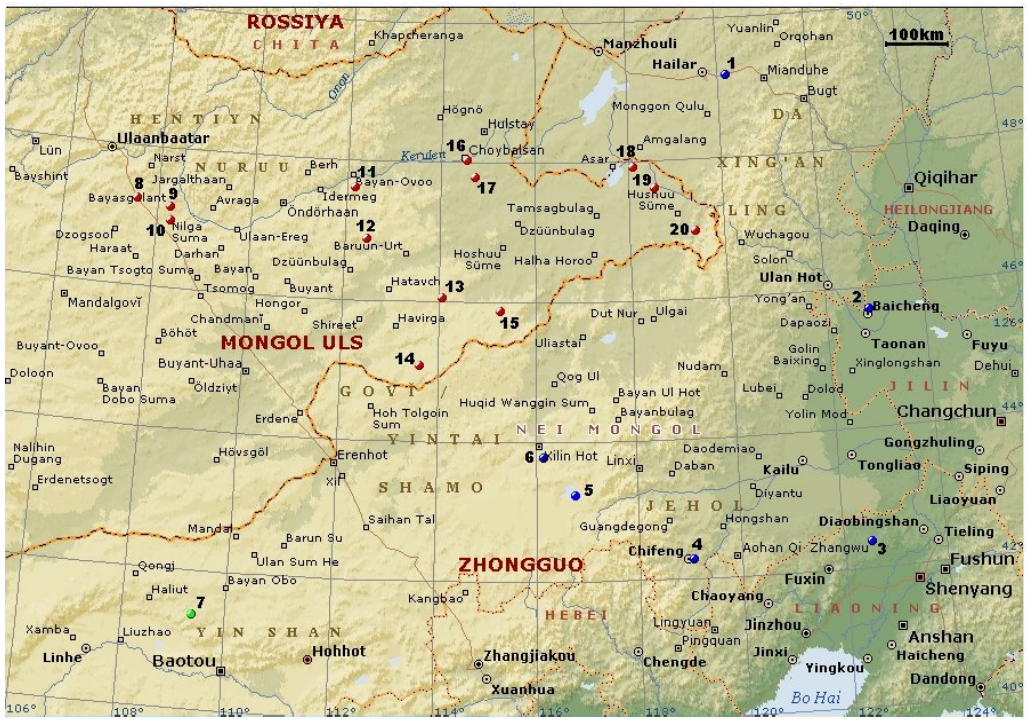 ROSSIYA
CHITA
Khapcheranga
Onon
Yuanlin
Orqohan
50°
100km
Manzhouli
Hailar
1
Mianduhe
Bugt
DA
HENTIYN
Högnö
Hulstay
Monggon Qulu
48°
Lün
Ulaanbaatar
16
Choybalsan
Kerulen
Amgalang
Narst
NURUU
Berh
11
Bayan-Ovoo
18
Asar
XING'AN
Bayshint
8
Jargalthaan
9
Idermeg
17
19
Hushuu
Süme
Qiqihar
Bayasgalant
Avraga
Öndörhaan
Tamsagbulag
LING
HEILONGJIANG
10
Nilga
Suma
12
Dzüünbulag
20
Daqing
Dzogsool
Ulaan-Ereg
Baruun-Urt
Wuchagou
Haraat
Darhan
Hoshuu
Süme
Halha Horoo
Solon
Bayan Tsogto Suma
Bayan
Dzüünbulag
Ulan Hot
46°
Mandalgovĭ
Tsomog
Buyant
Hatavch
13
Yong'an
2
Baicheng
Hongor
15
Dut Nur
Ulgai
126°
Chandmanĭ
Shireet
Havirga
Dapaozi
Böhöt
MONGOL ULS
Uliastai
Taonan
Fuyu
Buyant-Ovoo
Buyant-Uhaa
14
Golin
Baixing
Xinglongshan
Dehui
Doloon
Bayan
Dobo Suma
Öldziyt
GOVI /
Qog Ul
Nudam
Lubei
Dolod
JILIN
Bayan Ul Hot
44°
Erdene
Hoh Tolgoin
Sum
Huqid Wanggin Sum
Bayanbulag
Yolin Mod
Changchun
Nalihin
Dugang
YINTAI
NEI MONGOL
Gongzhuling
Hövsgöl
Erenhot
6
Xilin Hot
Linxi
Daodemiao
Kailu
Tongliao
Siping
Erdenetsogt
Xil
SHAMO
5
Daban
Diyantu
Liaoyuan
JEHOL
Mandal
Saihan Tal
Guangdegong
Hongshan
Diaobingshan
Tieling
Barun Su
ZHONGGUO
4
Chifeng
Aohan Qi
Zhangwu
3
42°
Qongj
Ulan Sum He
Fuxin
Fushun
Haliut
Bayan Obo
Shenyang
7
Kangbao
Chaoyang
LIAONING
HEBEI
Xamba
Liuzhao
YIN SHAN
Lingyuan
Jinzhou
Anshan
Linhe
Pingquan
Baotou
Hohhot
Zhangjiakou
Chengde
Jinxi
Haicheng
Yingkou
Xuanhua
Dandong
Bo Hai
40°
106°
108°
110°
112°
114°
116°
118°
120°
122°
124°